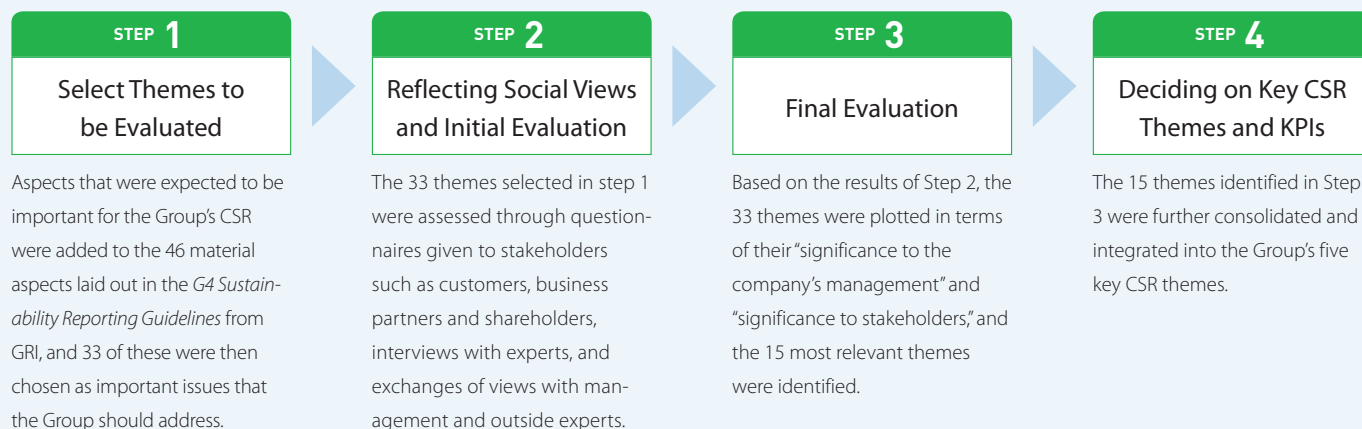 STEP 1
Select Themes to
be Evaluated
Aspects that were expected to be
important for the Group's CSR
were added to the 46 material
aspects laid out in the G4 Sustain-
ability Reporting Guidelines from
GRI, and 33 of these were then
chosen as important issues that
the Group should address.
STEP 2
Reflecting Social Views
and Initial Evaluation
The 33 themes selected in step 1
were assessed through question-
naires given to stakeholders
such as customers, business
partners and shareholders,
interviews with experts, and
exchanges of views with man-
agement and outside experts.
STEP 3
Final Evaluation
Based on the results of Step 2, the
33 themes were plotted in terms
of their "significance to the
company's management" and
"significance to stakeholders," and
the 15 most relevant themes
were identified.
STEP 4
Deciding on Key CSR
Themes and KPIs
The 15 themes identified in Step
3 were further consolidated and
integrated into the Group's five
key CSR themes.